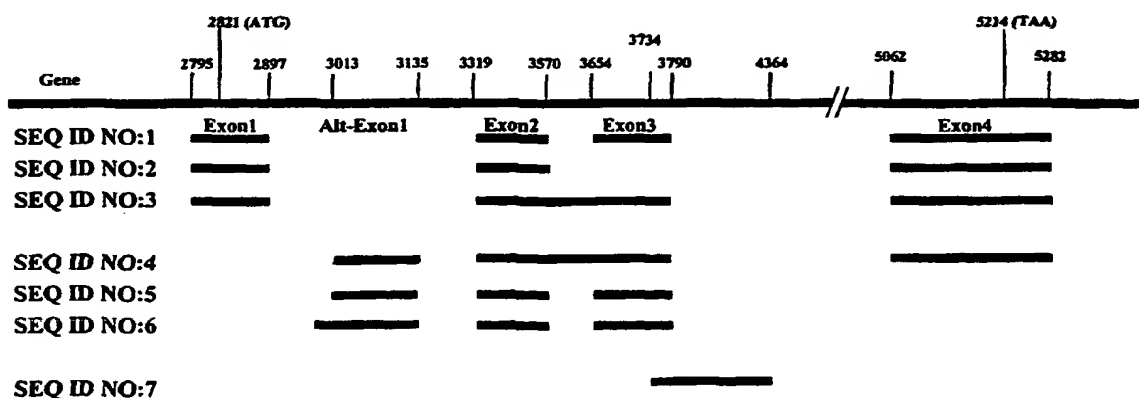 2821 (ATG) 5214 (TAA)
3734
2795 2897 3013 3135 3319 3570 3654 3790 4364 5062 5282
Gene
Exon1 Alt-Exon1 Exon2 Exon3 Exon4
SEQ ID NO:1
SEQ ID NO:2
SEQ ID NO:3
SEQ ID NO:4
SEQ ID NO:5
SEQ ID NO:6
SEQ ID NO:7